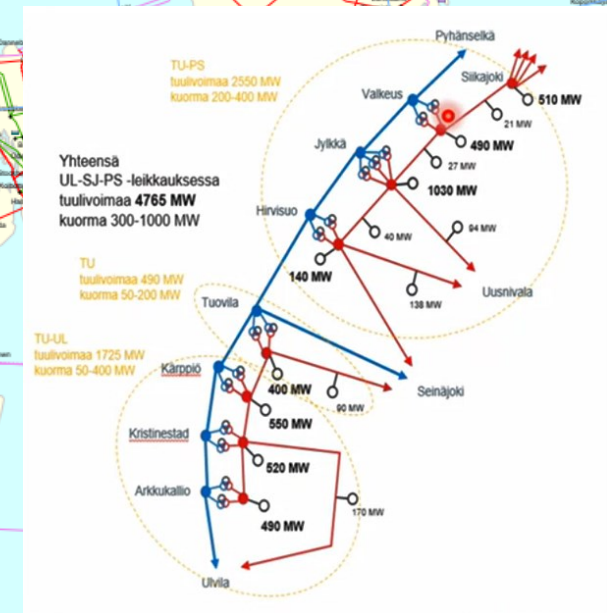 Pyhänselkä
TU-PS
tuulivoimaa 2550 MW
kuorma 200-400 MW
Siikajoki
Valkeus
510 MW
21 MW
490 MW
Jylkkä
27 MW
1030 MW
Yhteensä
UL-SJ-PS -leikkauksessa
tuulivoimaa 4765 MW
kuorma 300-1000 MW
Hirvisuo
40 MW
94 MW
140 MW
TU
tuulivoimaa 490 MW
kuorma 50-200 MW
138 MW
Uusnivala
Tuovila
TU-UL
tuulivoimaa 1725 MW
kuorma 50-400 MW
Kärppiö
400 MW
90 MW
Seinäjoki
550 MW
Kristinestad
520 MW
Arkkukallio
490 MW
170 MW
Ulvila